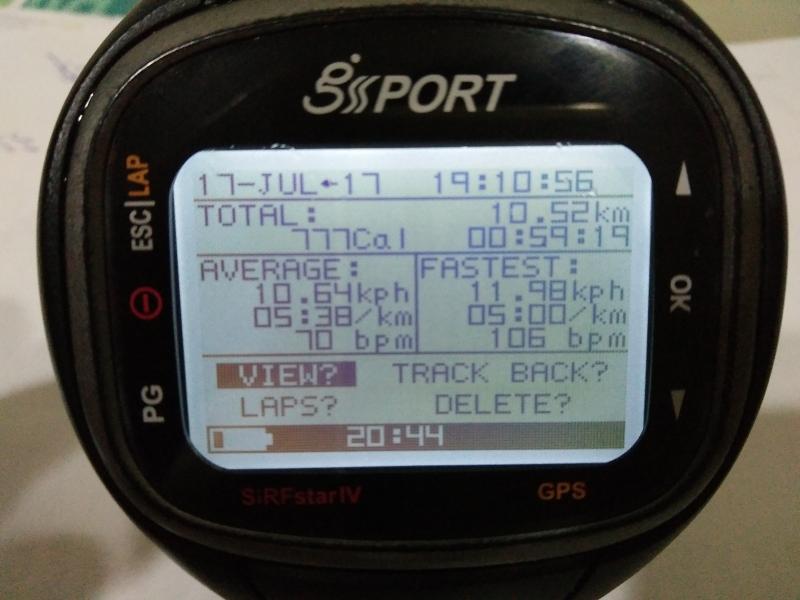 gsSPORT
17-JUL-17 19:10:56
TOTAL: 10.52km
777Cal 00:59:19
AVERAGE: FASTEST:
10.64kph 11.98kph
05:38/km 05:00/km
70 bpm 106 bpm
VIEW? TRACK BACK?
LAPS? DELETE?
20:44
ESC|LAP
PG
OK
SiRFstarIV GPS